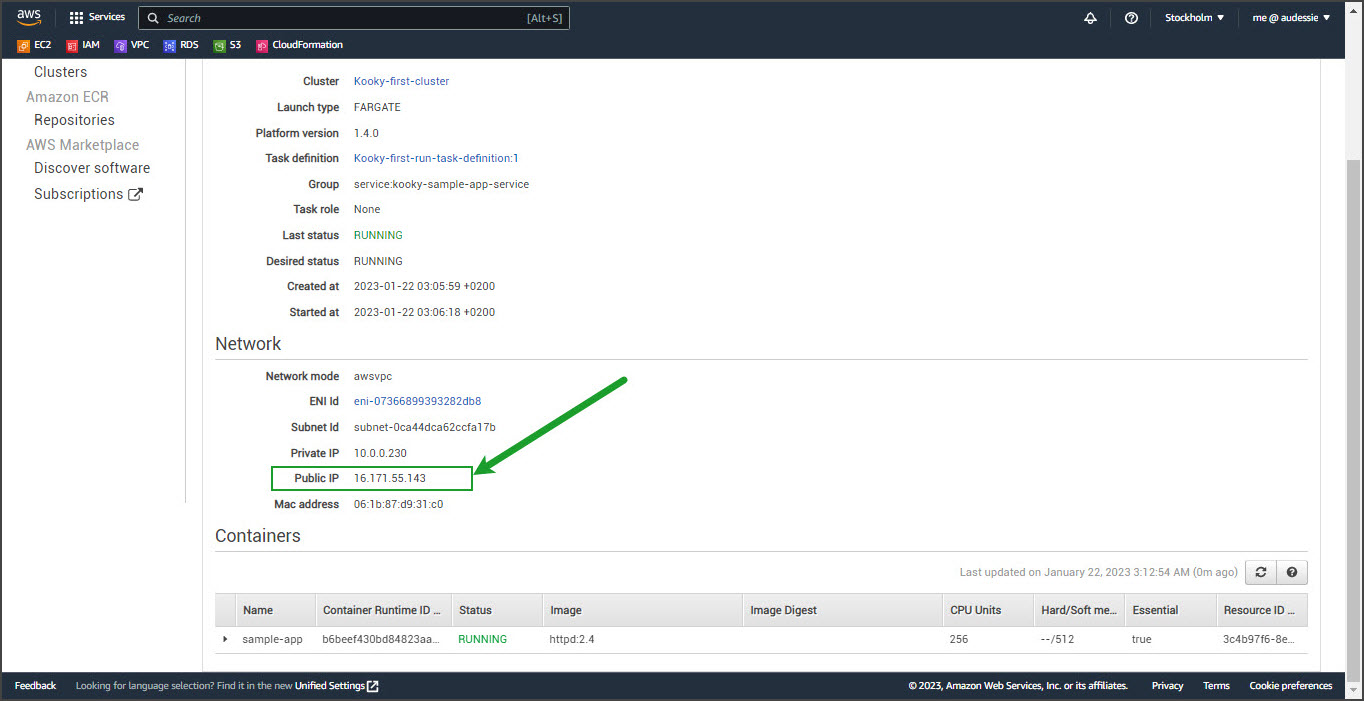 aws Services Search [Alt+S] Stockholm ▼ me @ audessie ▼
EC2 IAM VPC RDS S3 CloudFormation
Clusters
Amazon ECR
Repositories
AWS Marketplace
Discover software
Subscriptions
Cluster Kooky-first-cluster
Launch type FARGATE
Platform version 1.4.0
Task definition Kooky-first-run-task-definition:1
Group service:kooky-sample-app-service
Task role None
Last status RUNNING
Desired status RUNNING
Created at 2023-01-22 03:05:59 +0200
Started at 2023-01-22 03:06:18 +0200
Network
Network mode awsvpc
ENI Id eni-07366899393282db8
Subnet Id subnet-0ca44dca62ccfa17b
Private IP 10.0.0.230
Public IP 16.171.55.143
Mac address 06:1b:87:d9:31:c0
Containers
Last updated on January 22, 2023 3:12:54 AM (0m ago)
Name Container Runtime ID ... Status Image Image Digest CPU Units Hard/Soft me... Essential Resource ID ...
sample-app b6beef430bd84823aa... RUNNING httpd:2.4 256 --/512 true 3c4b97f6-8e...
Feedback Looking for language selection? Find it in the new Unified Settings © 2023, Amazon Web Services, Inc. or its affiliates. Privacy Terms Cookie preferences